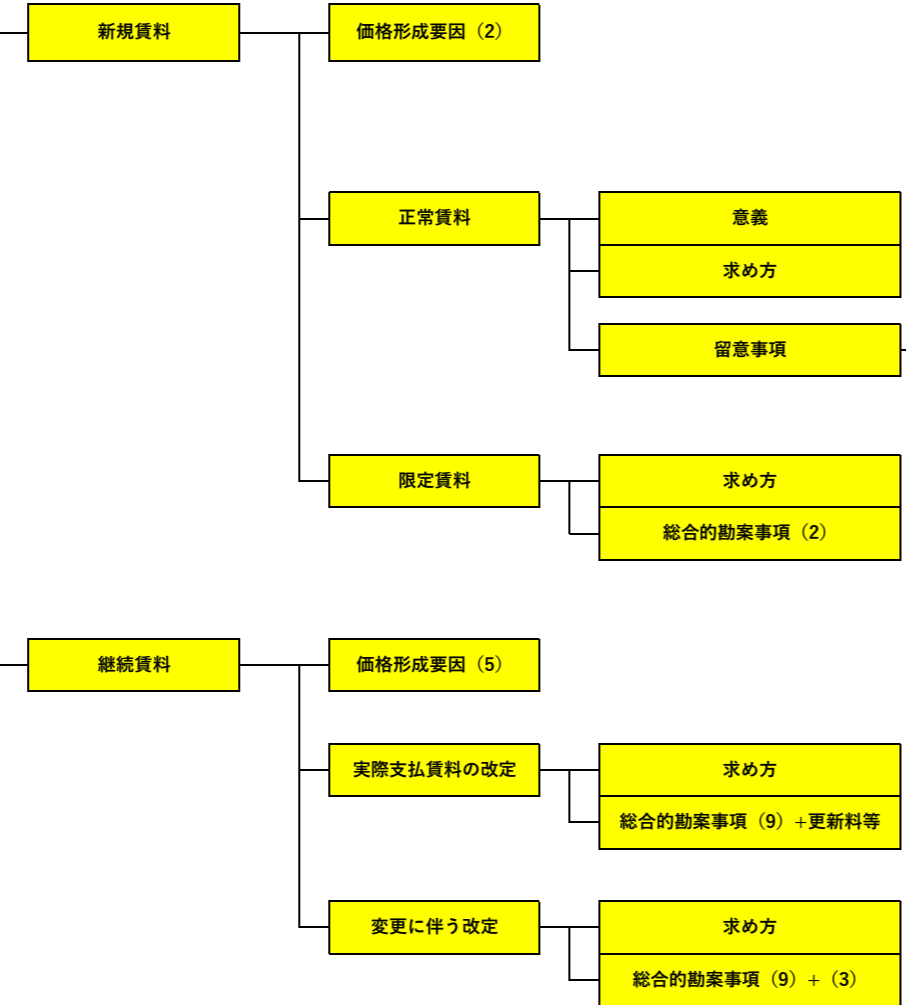 新規賃料
価格形成要因（2）
正常賃料
意義
求め方
留意事項
限定賃料
求め方
総合的勘案事項（2）
継続賃料
価格形成要因（5）
実際支払賃料の改定
求め方
総合的勘案事項（9）+更新料等
変更に伴う改定
求め方
総合的勘案事項（9）+（3）